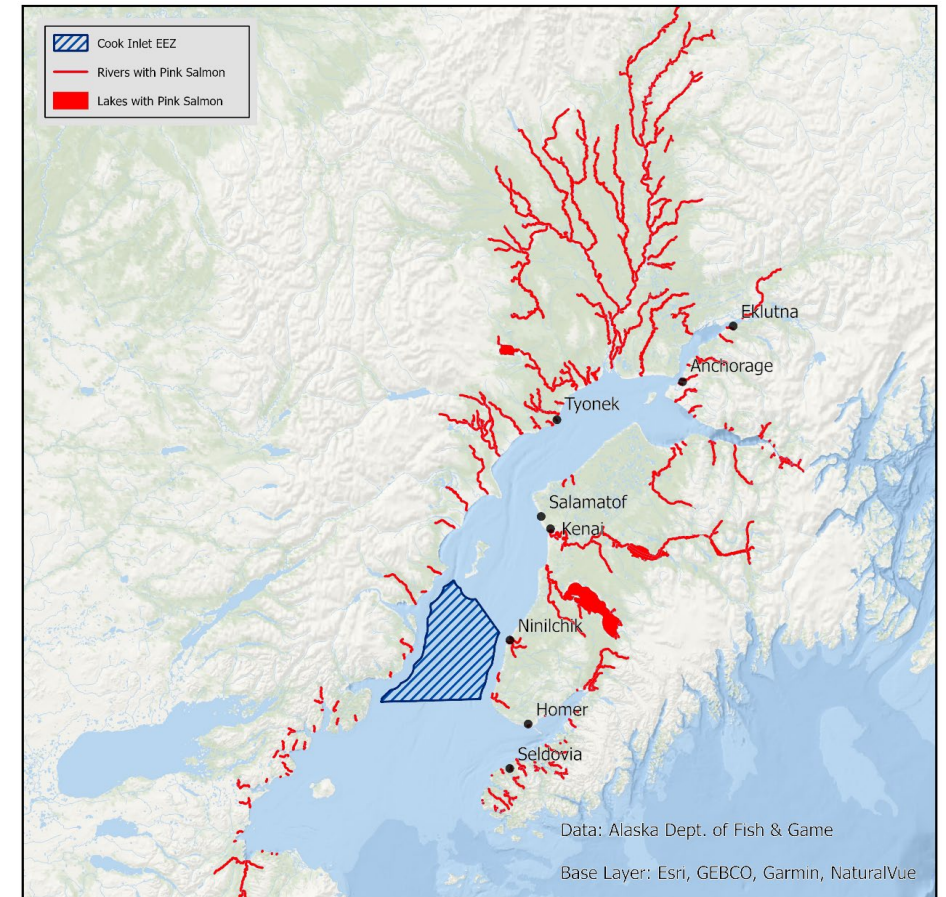 Cook Inlet EEZ
Rivers with Pink Salmon
Lakes with Pink Salmon
Eklutna
Anchorage
Tyonek
Salamatof
Kenai
Ninilchik
Homer
Seldovia
Data: Alaska Dept. of Fish & Game
Base Layer: Esri, GEBCO, Garmin, NaturalVue